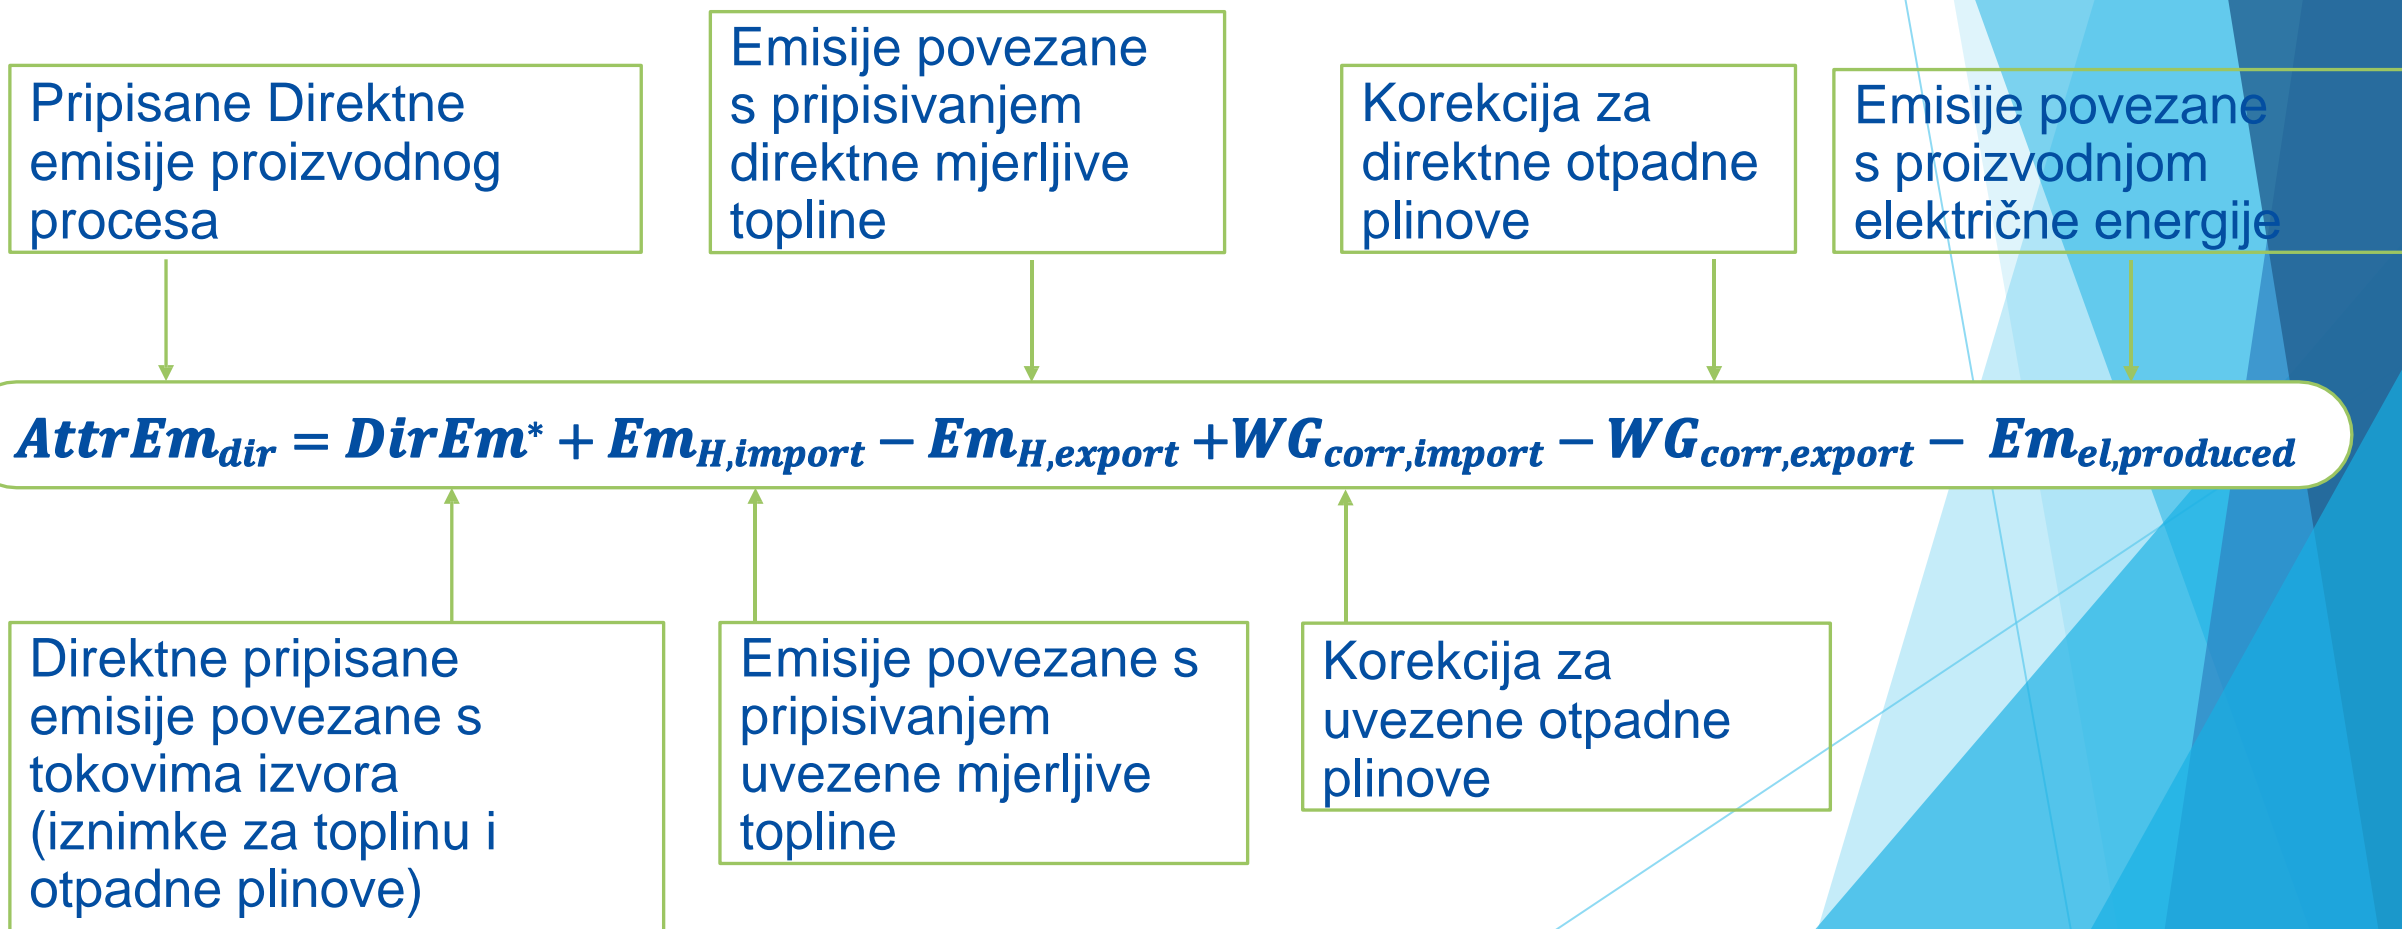 Pripisane Direktne
emisije proizvodnog
procesa
Emisije povezane
s pripisivanjem
direktne mjerljive
topline
Korekcija za
direktne otpadne
plinove
Emisije povezane
s proizvodnjom
električne energije
AttrEm_dir = DirEm* + Em_H,import − Em_H,export +WG_corr,import − WG_corr,export − Em_el,produced
Direktne pripisane
emisije povezane s
tokovima izvora
(iznimke za toplinu i
otpadne plinove)
Emisije povezane s
pripisivanjem
uvezene mjerljive
topline
Korekcija za
uvezene otpadne
plinove